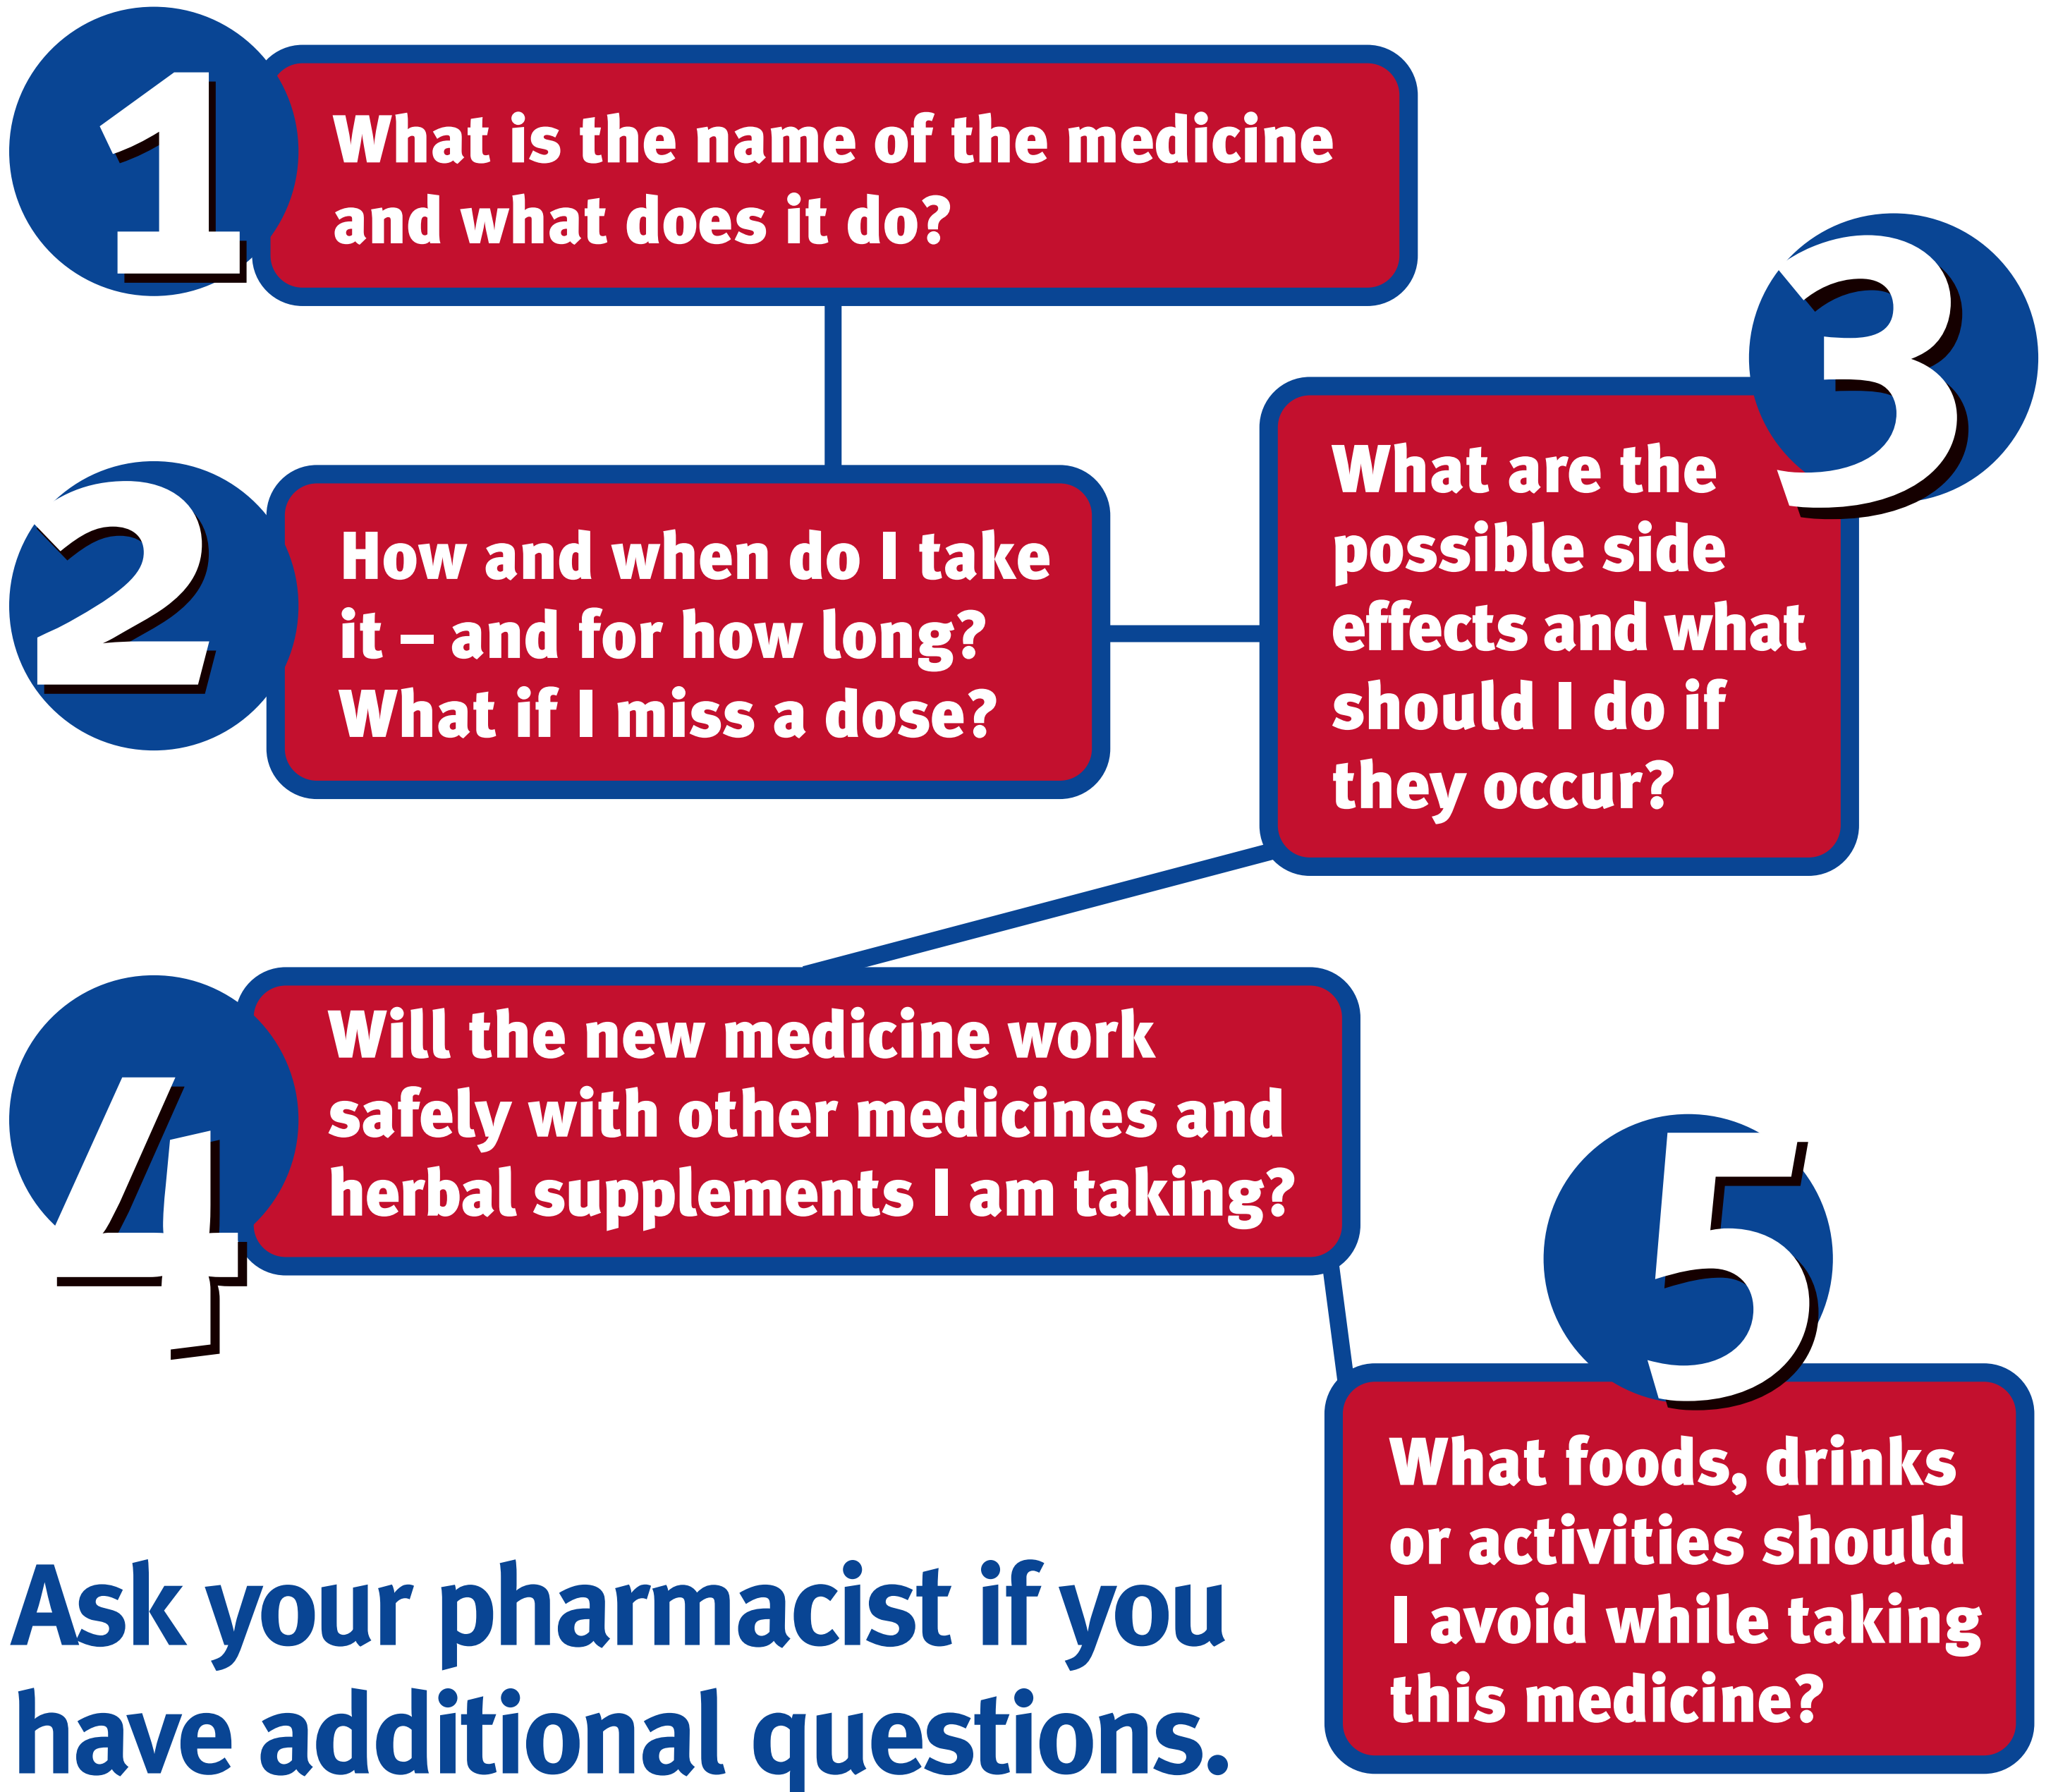 1
What is the name of the medicine
and what does it do?
2
How and when do I take
it – and for how long?
What if I miss a dose?
3
What are the
possible side
effects and what
should I do if
they occur?
4
Will the new medicine work
safely with other medicines and
herbal supplements I am taking?
5
What foods, drinks
or activities should
I avoid while taking
this medicine?
Ask your pharmacist if you
have additional questions.